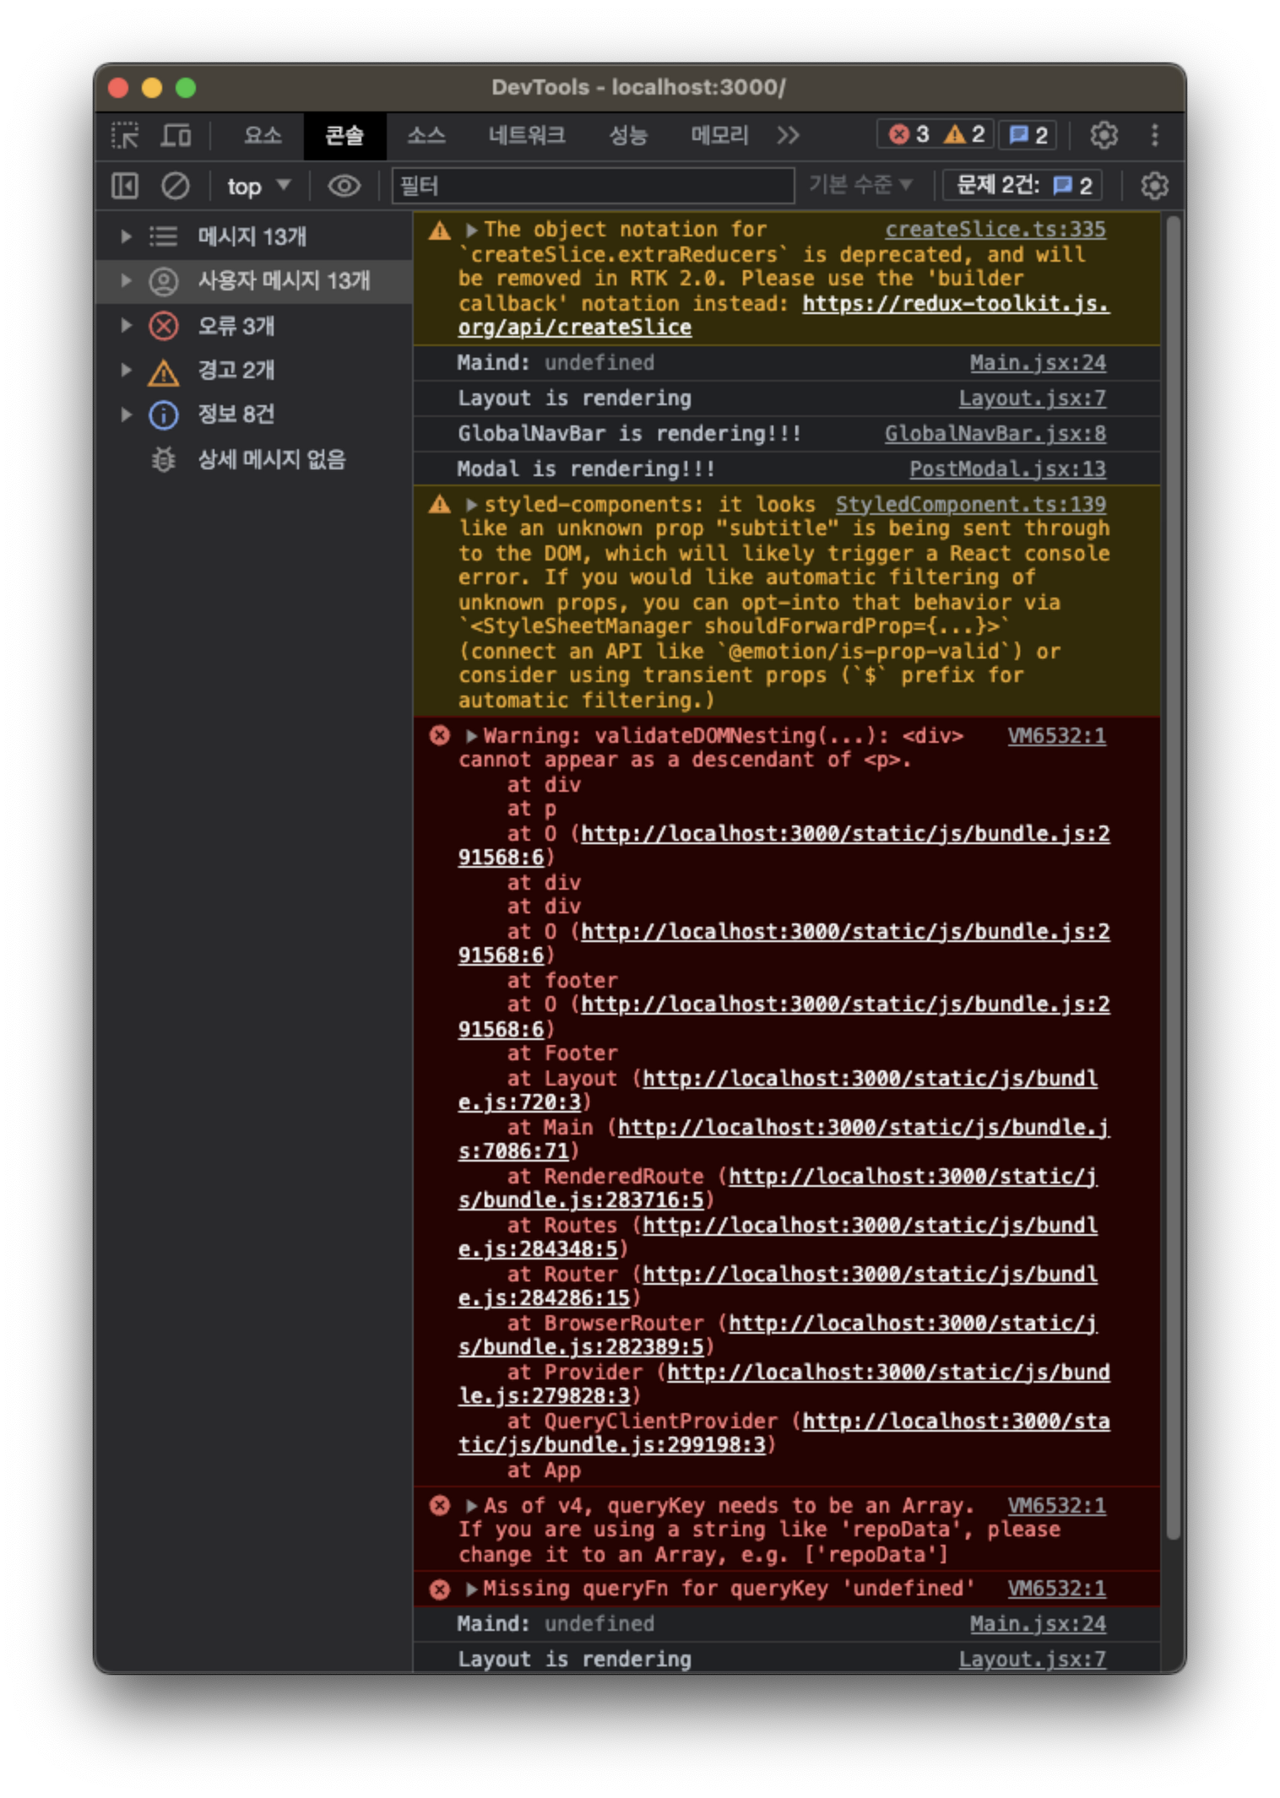 DevTools - localhost:3000/
요소 콘솔 소스 네트워크 성능 메모리 3 2 2
top 필터 기본 수준 문제 2건: 2
메시지 13개
사용자 메시지 13개
오류 3개
경고 2개
정보 8건
상세 메시지 없음
The object notation for createSlice.ts:335
`createSlice.extraReducers` is deprecated, and will
be removed in RTK 2.0. Please use the 'builder
callback' notation instead: https://redux-toolkit.js.
org/api/createSlice
Maind: undefined Main.jsx:24
Layout is rendering Layout.jsx:7
GlobalNavBar is rendering!!! GlobalNavBar.jsx:8
Modal is rendering!!! PostModal.jsx:13
styled-components: it looks StyledComponent.ts:139
like an unknown prop "subtitle" is being sent through
to the DOM, which will likely trigger a React console
error. If you would like automatic filtering of
unknown props, you can opt-into that behavior via
`<StyleSheetManager shouldForwardProp={...}>`
(connect an API like `@emotion/is-prop-valid`) or
consider using transient props (`$` prefix for
automatic filtering.)
Warning: validateDOMNesting(...): <div> VM6532:1
cannot appear as a descendant of <p>.
at div
at p
at O (http://localhost:3000/static/js/bundle.js:2
91568:6)
at div
at div
at O (http://localhost:3000/static/js/bundle.js:2
91568:6)
at footer
at O (http://localhost:3000/static/js/bundle.js:2
91568:6)
at Footer
at Layout (http://localhost:3000/static/js/bundl
e.js:720:3)
at Main (http://localhost:3000/static/js/bundle.j
s:7086:71)
at RenderedRoute (http://localhost:3000/static/j
s/bundle.js:283716:5)
at Routes (http://localhost:3000/static/js/bundl
e.js:284348:5)
at Router (http://localhost:3000/static/js/bundl
e.js:284286:15)
at BrowserRouter (http://localhost:3000/static/j
s/bundle.js:282389:5)
at Provider (http://localhost:3000/static/js/bund
le.js:279828:3)
at QueryClientProvider (http://localhost:3000/sta
tic/js/bundle.js:299198:3)
at App
As of v4, queryKey needs to be an Array. VM6532:1
If you are using a string like 'repoData', please
change it to an Array, e.g. ['repoData']
Missing queryFn for queryKey 'undefined' VM6532:1
Maind: undefined Main.jsx:24
Layout is rendering Layout.jsx:7